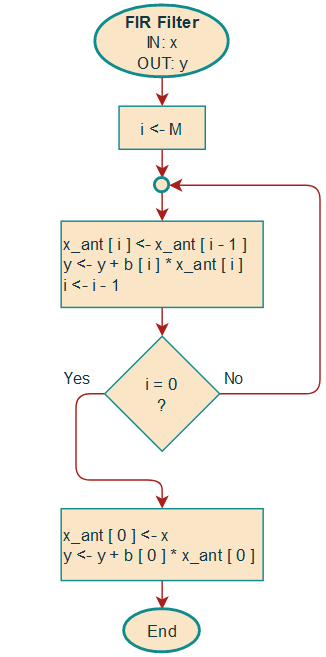 FIR Filter
IN: x
OUT: y
i <- M
x_ant [ i ] <- x_ant [ i - 1 ]
y <- y + b [ i ] * x_ant [ i ]
i <- i - 1
Yes
i = 0
?
No
x_ant [ 0 ] <- x
y <- y + b [ 0 ] * x_ant [ 0 ]
End